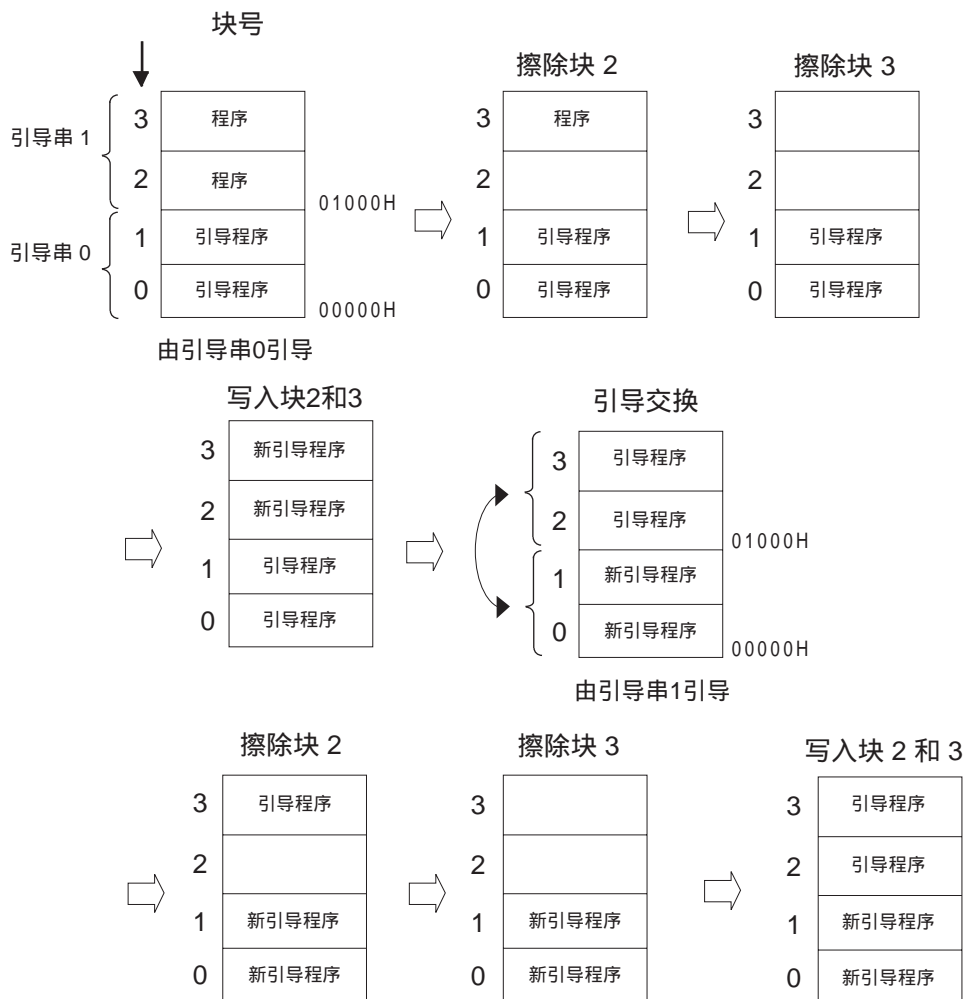 块号
擦除块 2
擦除块 3
引导串 1
引导串 0
3 程序
2 程序
01000H
1 引导程序
0 引导程序
00000H
由引导串0引导
3 程序
2
1 引导程序
0 引导程序
3
2
1 引导程序
0 引导程序
写入块2和3
3 新引导程序
2 新引导程序
1 引导程序
0 引导程序
引导交换
3 引导程序
2 引导程序
01000H
1 新引导程序
0 新引导程序
00000H
由引导串1引导
擦除块 2
3 引导程序
2
1 新引导程序
0 新引导程序
擦除块 3
3
2
1 新引导程序
0 新引导程序
写入块 2 和 3
3 引导程序
2 引导程序
1 新引导程序
0 新引导程序